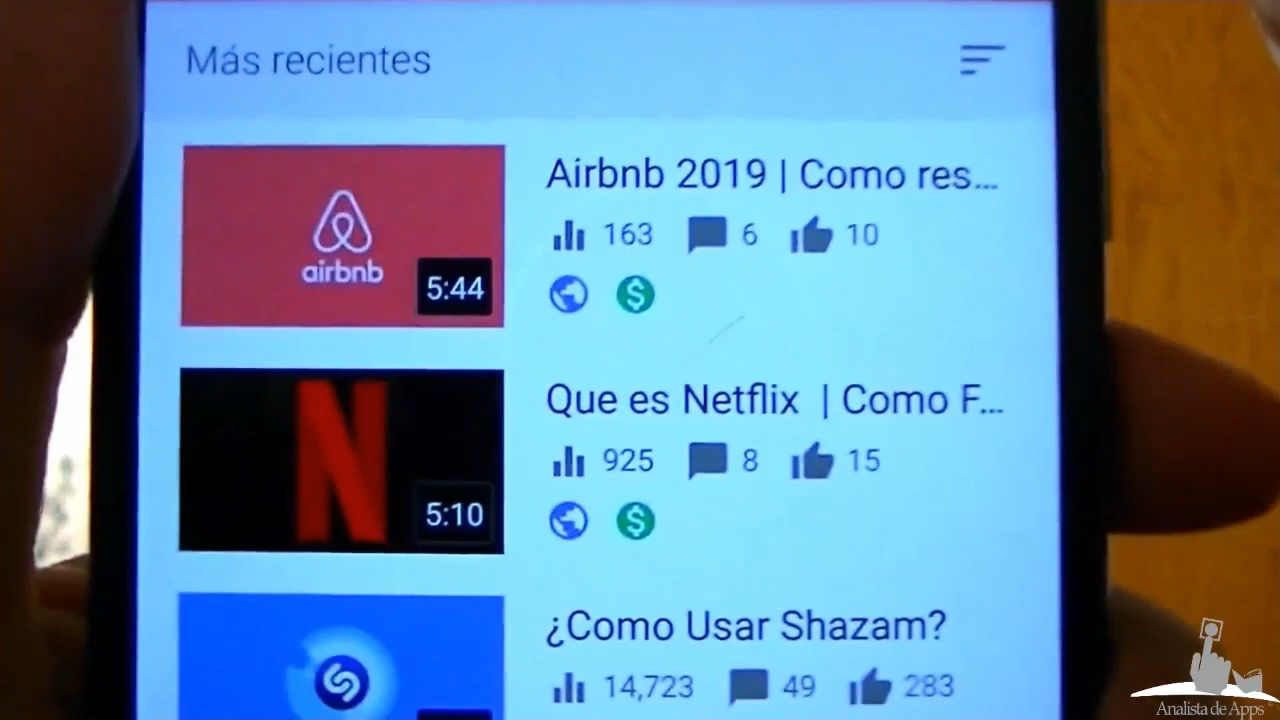 Más recientes
airbnb
5:44
Airbnb 2019 | Como res...
163 6 10
5:10
Que es Netflix | Como F...
925 8 15
¿Como Usar Shazam?
14,723 49 283
Analista de Apps